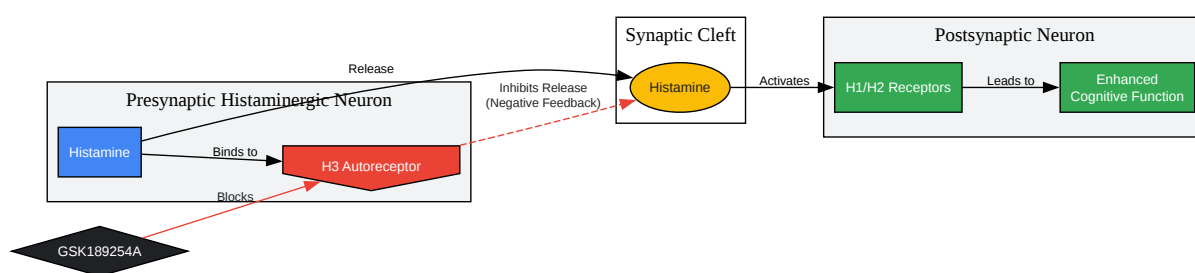 Synaptic Cleft
Postsynaptic Neuron
Release
Inhibits Release
(Negative Feedback)
Histamine
Activates
H1/H2 Receptors
Leads to
Enhanced
Cognitive Function
Presynaptic Histaminergic Neuron
Histamine
Binds to
H3 Autoreceptor
Blocks
GSK189254A